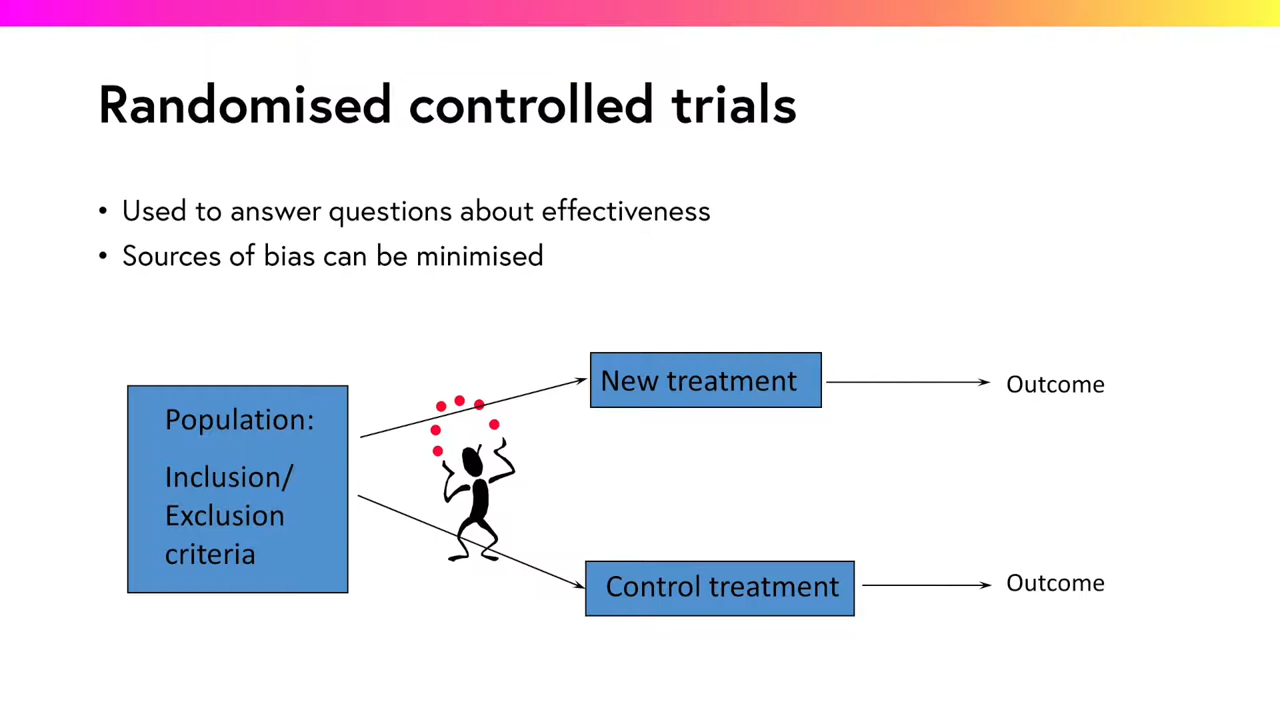 Randomised controlled trials
• Used to answer questions about effectiveness
• Sources of bias can be minimised
Population:
Inclusion/
Exclusion
criteria
New treatment
Outcome
Control treatment
Outcome